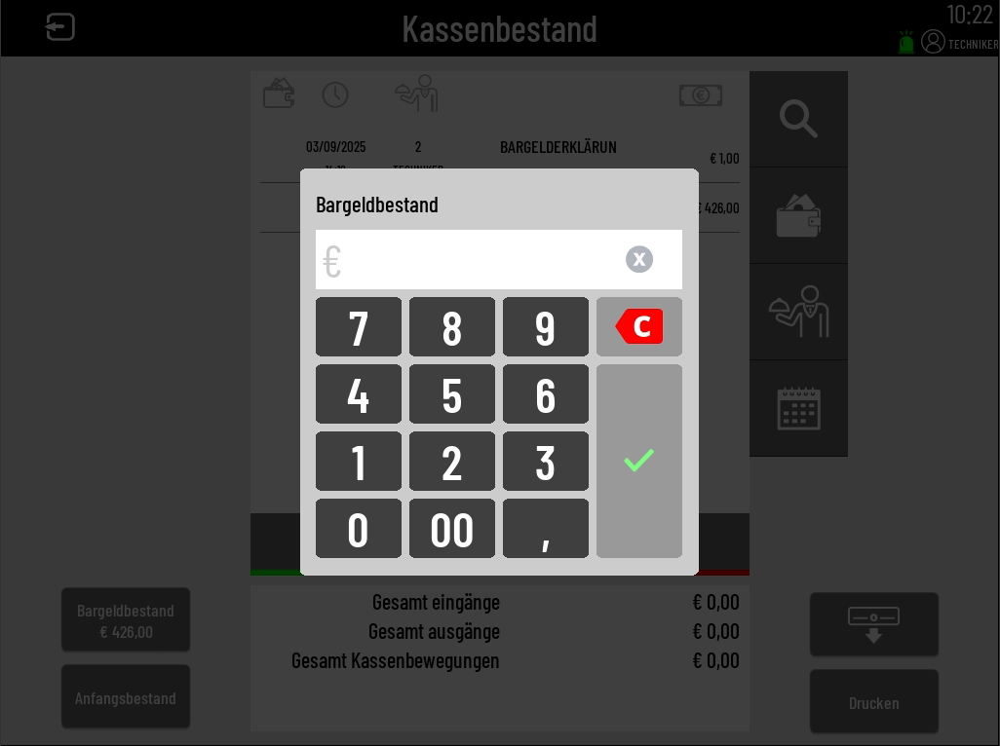 Kassenbestand
10:22
TECHNIKER
03/09/2025 2 BARGELDERKLÄRUN € 1,00
TECHNIKER
€ 426,00
Bargeldbestand
€ X
7 8 9 C
4 5 6
1 2 3
0 00 ,
Gesamt eingänge € 0,00
Gesamt ausgänge € 0,00
Gesamt Kassenbewegungen € 0,00
Bargeldbestand
€ 426,00
Anfangsbestand
Drucken